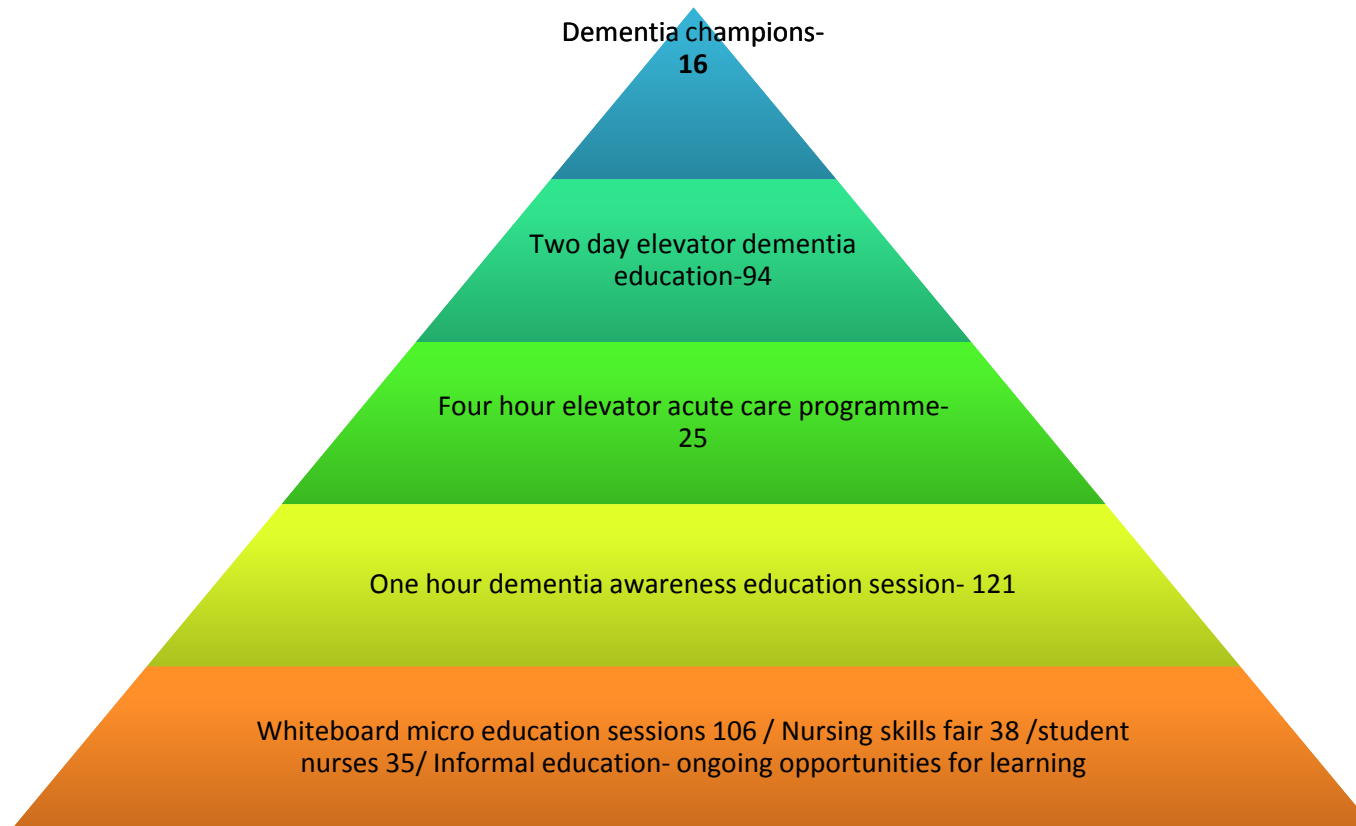 Dementia champions-
16
Two day elevator dementia
education-94
Four hour elevator acute care programme-
25
One hour dementia awareness education session- 121
Whiteboard micro education sessions 106 / Nursing skills fair 38 /student
nurses 35/ Informal education- ongoing opportunities for learning